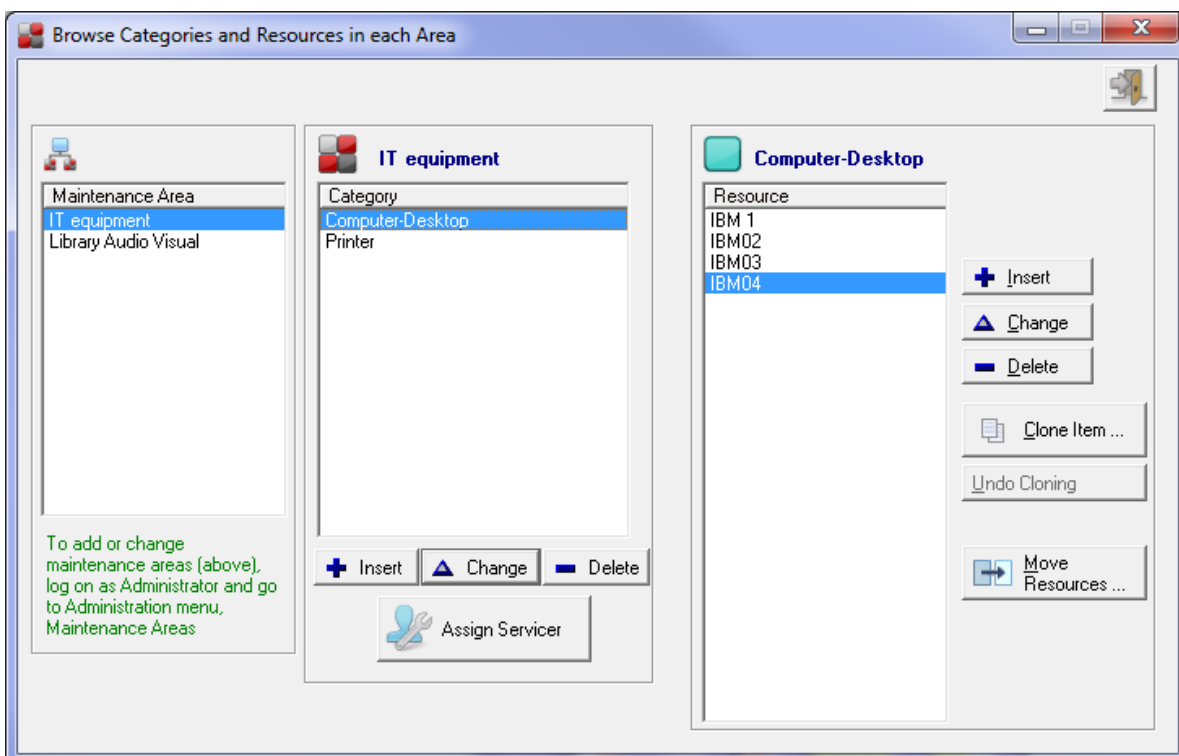 Browse Categories and Resources in each Area
Maintenance Area
IT equipment
Library Audio Visual
To add or change
maintenance areas (above),
log on as Administrator and go
to Administration menu,
Maintenance Areas
IT equipment
Category
Computer-Desktop
Printer
Insert
Change
Delete
Assign Servicer
Computer-Desktop
Resource
IBM 1
IBM02
IBM03
IBM04
Insert
Change
Delete
Clone Item ...
Undo Cloning
Move
Resources ...